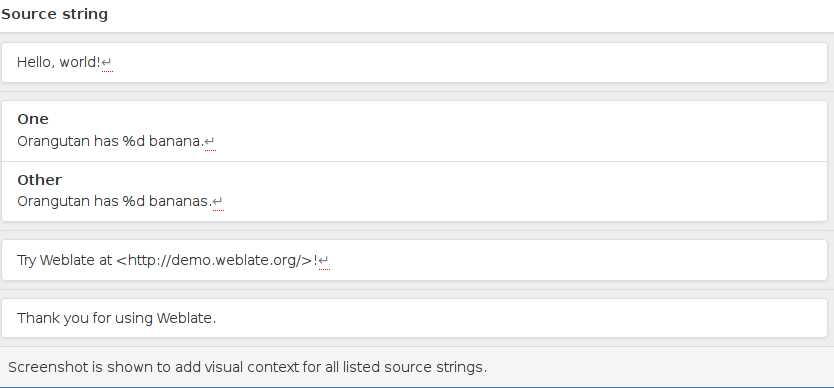 Source string
Hello, world!↵
One
Orangutan has %d banana.↵
Other
Orangutan has %d bananas.↵
Try Weblate at <http://demo.weblate.org/>!↵
Thank you for using Weblate.
Screenshot is shown to add visual context for all listed source strings.